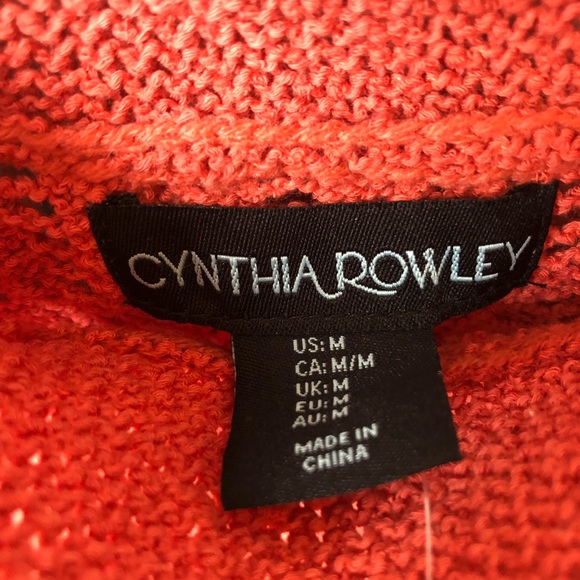 CYNTHIA ROWLEY
US: M
CA: M/M
UK: M
EU: M
AU: M
MADE IN
CHINA